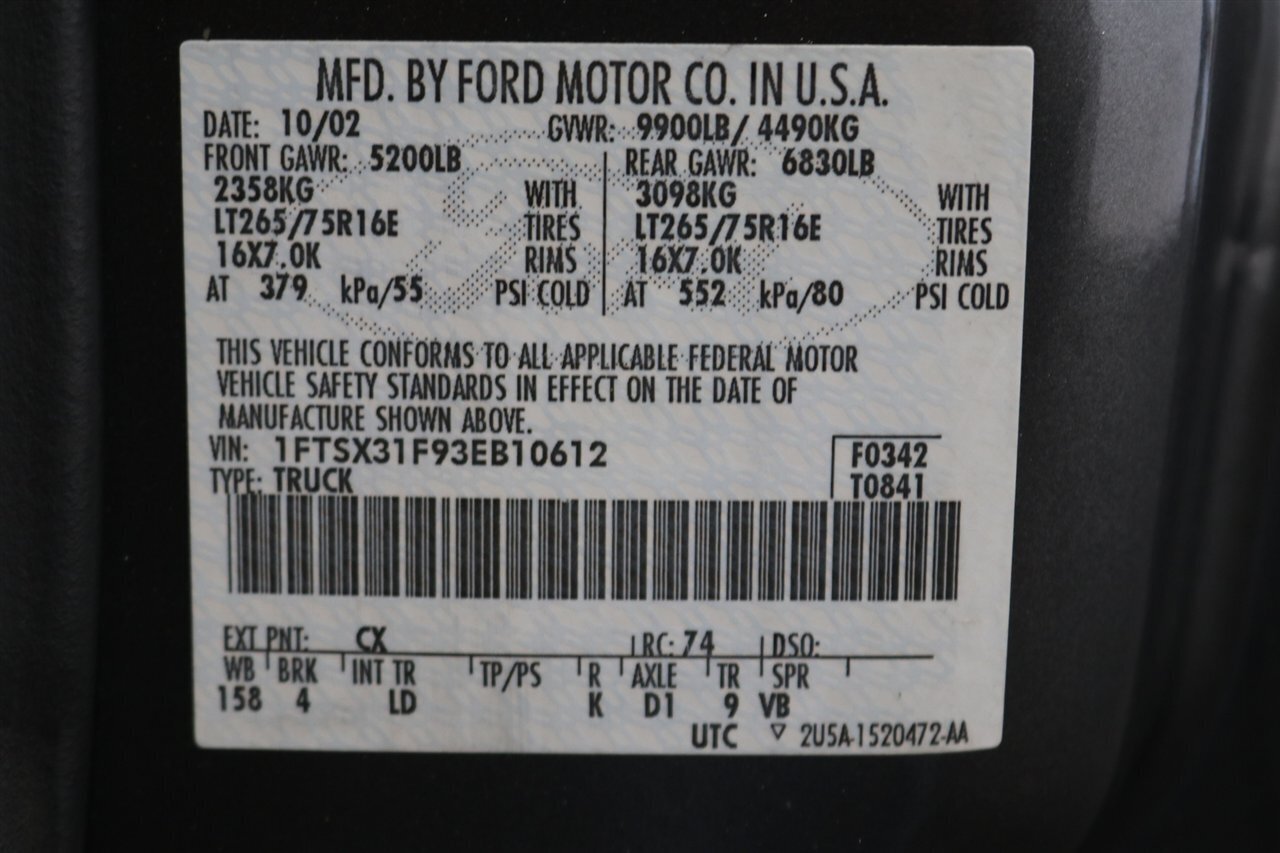 MFD. BY FORD MOTOR CO. IN U.S.A.
DATE: 10/02 GVWR: 9900LB/ 4490KG
FRONT GAWR: 5200LB REAR GAWR: 6830LB
2358KG WITH 3098KG WITH
LT265/75R16E TIRES LT265/75R16E TIRES
16X7.0K RIMS 16X7.0K RIMS
AT 379 kPa/55 PSI COLD AT 552 kPa/80 PSI COLD
THIS VEHICLE CONFORMS TO ALL APPLICABLE FEDERAL MOTOR
VEHICLE SAFETY STANDARDS IN EFFECT ON THE DATE OF
MANUFACTURE SHOWN ABOVE.
VIN: 1FTSX31F93EB10612 F0342
TYPE: TRUCK T0841
EXT PNT: CX RC: 74 DSO:
WB BRK INT TR TP/PS R AXLE TR SPR
158 4 LD K D1 9 VB
UTC ▽ 2U5A-1520472-AA